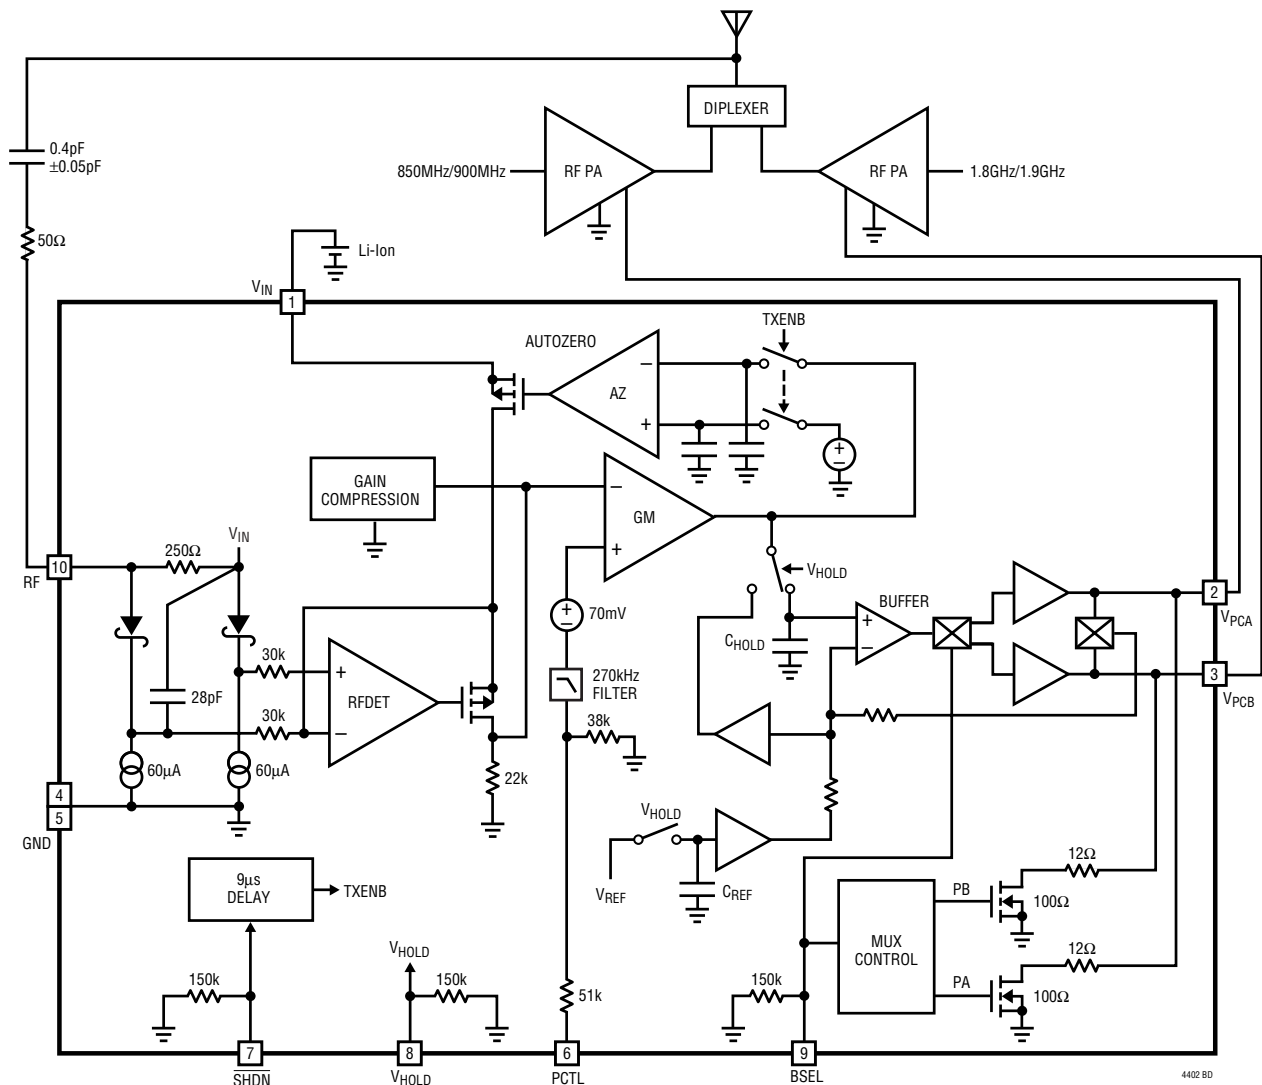 DIPLEXER
0.4pF
±0.05pF
850MHz/900MHz
RF PA
RF PA
1.8GHz/1.9GHz
50Ω
Li-Ion
VIN
1
TXENB
AUTOZERO
−
AZ
+
+
−
GAIN
COMPRESSION
−
GM
+
VIN
250Ω
10
RF
VHOLD
+
−
70mV
BUFFER
2
VPCA
CHOLD
+
−
30k
+
28pF
RFDET
270kHz
FILTER
3
VPCB
30k
−
38k
60µA
60µA
22k
4
5
GND
VHOLD
VREF
CREF
9µs
DELAY
TXENB
12Ω
PB
100Ω
MUX
CONTROL
12Ω
PA
100Ω
VHOLD
150k
150k
51k
150k
7
8
6
9
SHDN
VHOLD
PCTL
BSEL
4402 BD